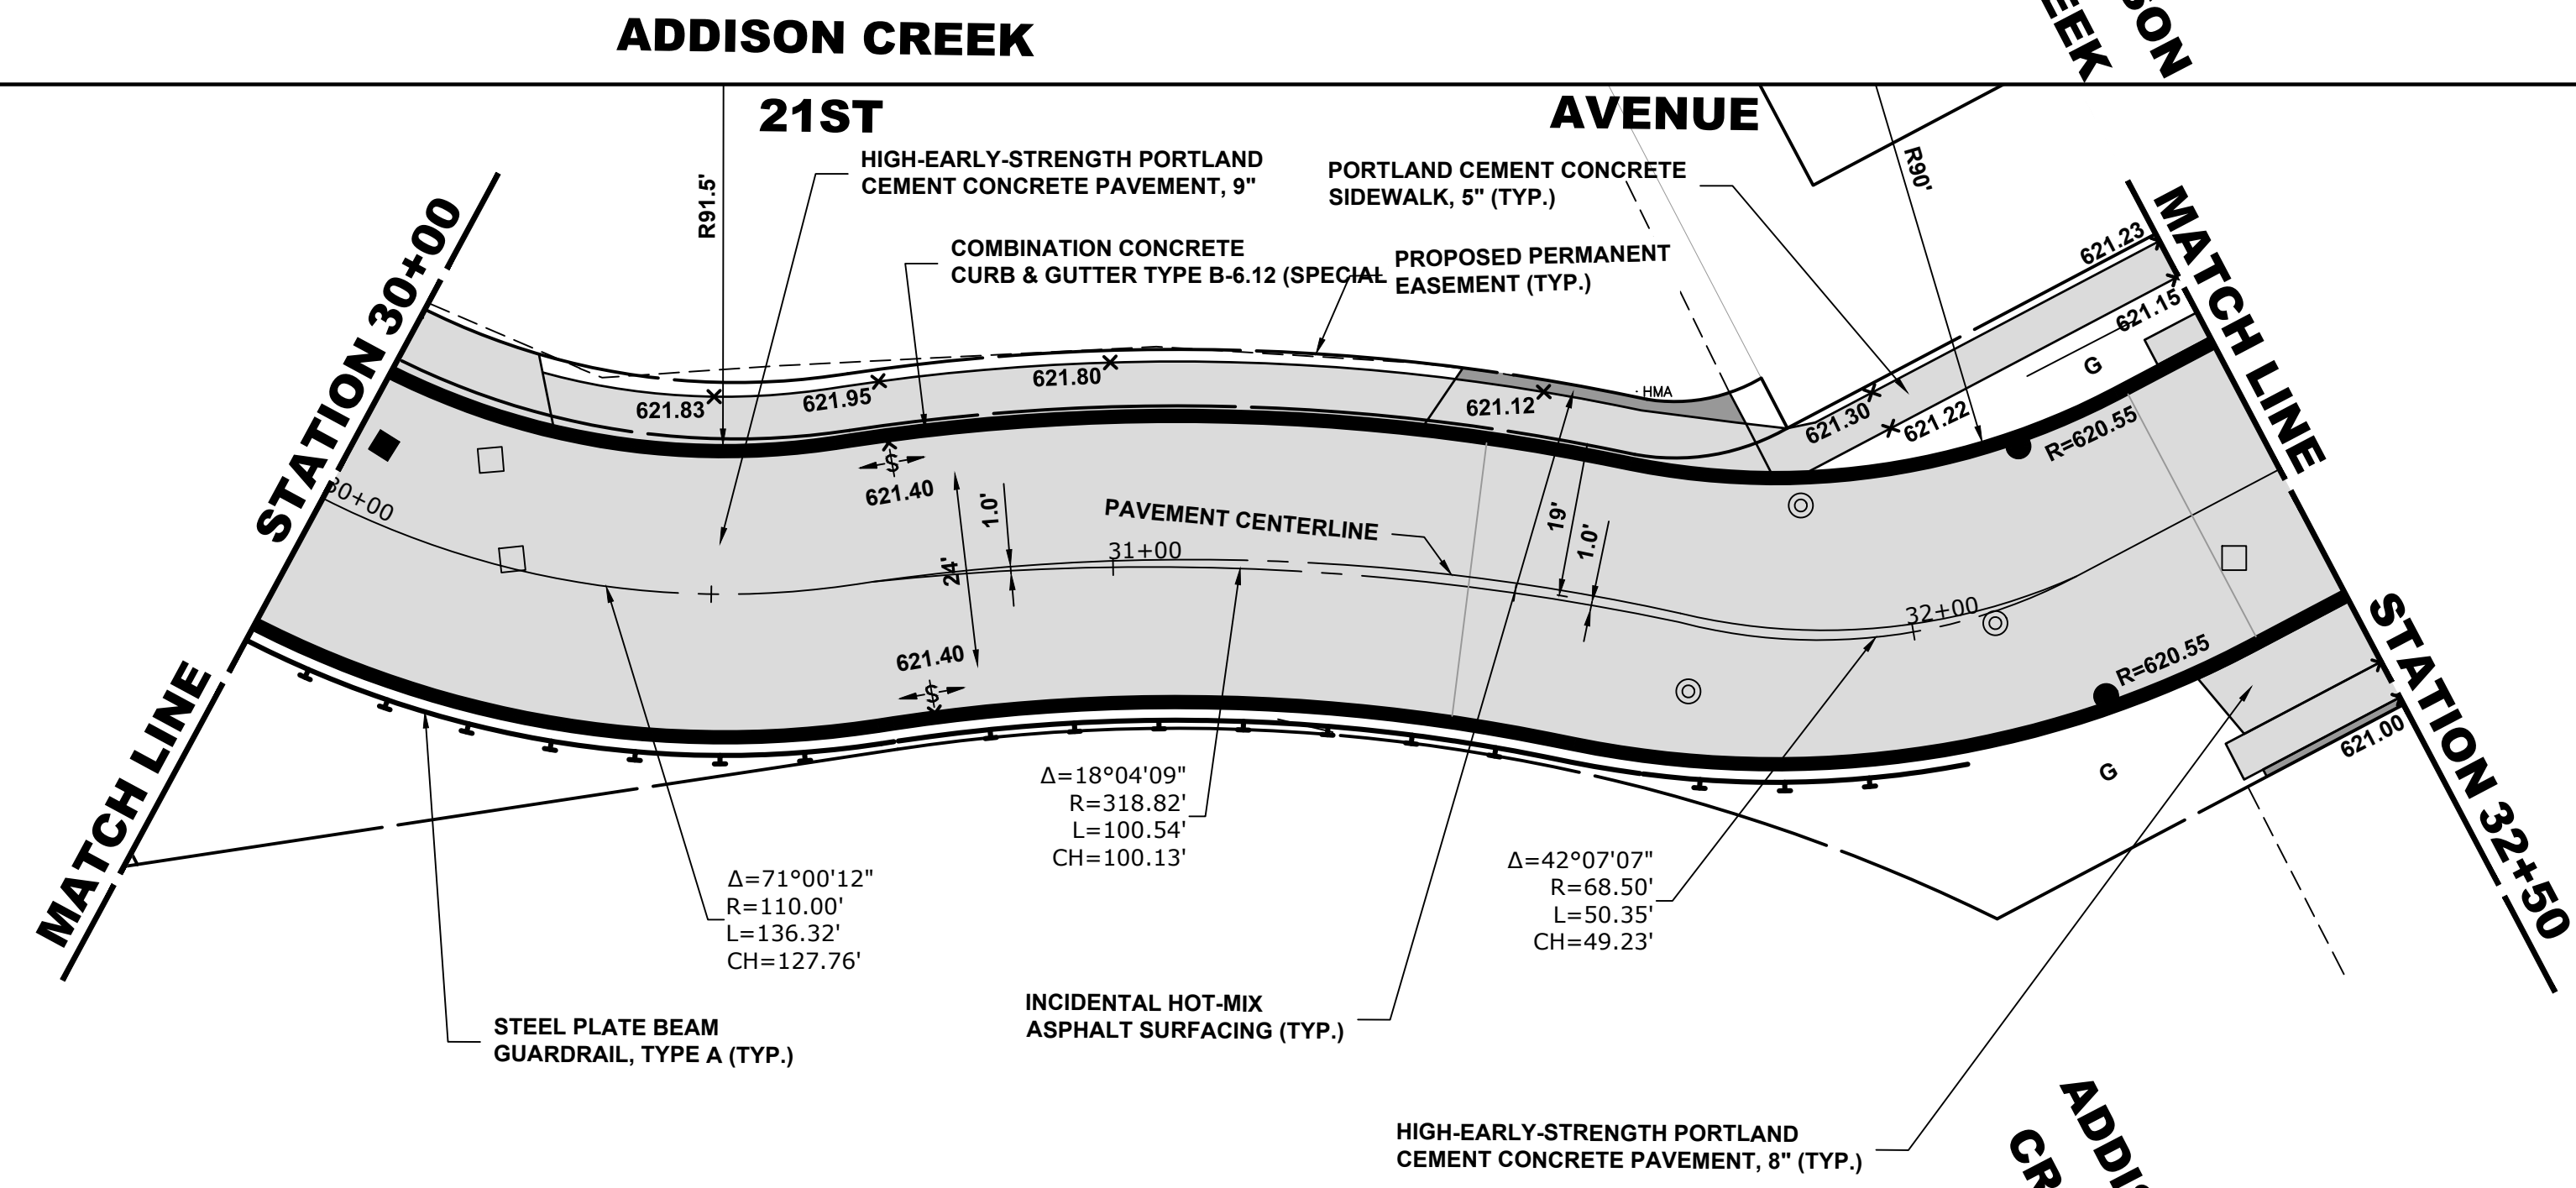 ADDISON CREEK
EEK
SON
21ST AVENUE
HIGH-EARLY-STRENGTH PORTLAND
CEMENT CONCRETE PAVEMENT, 9"
PORTLAND CEMENT CONCRETE
SIDEWALK, 5" (TYP.)
R91.5'
R90'
COMBINATION CONCRETE
CURB & GUTTER TYPE B-6.12 (SPECIAL
PROPOSED PERMANENT
EASEMENT (TYP.)
STATION 30+00
MATCH LINE
MATCH LINE
STATION 32+50
621.23
621.15
G
621.83
621.95
621.80
621.12
HMA
621.30
621.22
R=620.55
30+00
$
621.40
1.0'
24'
PAVEMENT CENTERLINE
31+00
19'
1.0'
32+00
621.40
$
R=620.55
621.00
G
Δ=18°04'09"
R=318.82'
L=100.54'
CH=100.13'
Δ=71°00'12"
R=110.00'
L=136.32'
CH=127.76'
Δ=42°07'07"
R=68.50'
L=50.35'
CH=49.23'
STEEL PLATE BEAM
GUARDRAIL, TYPE A (TYP.)
INCIDENTAL HOT-MIX
ASPHALT SURFACING (TYP.)
HIGH-EARLY-STRENGTH PORTLAND
CEMENT CONCRETE PAVEMENT, 8" (TYP.)
ADDIS
CR